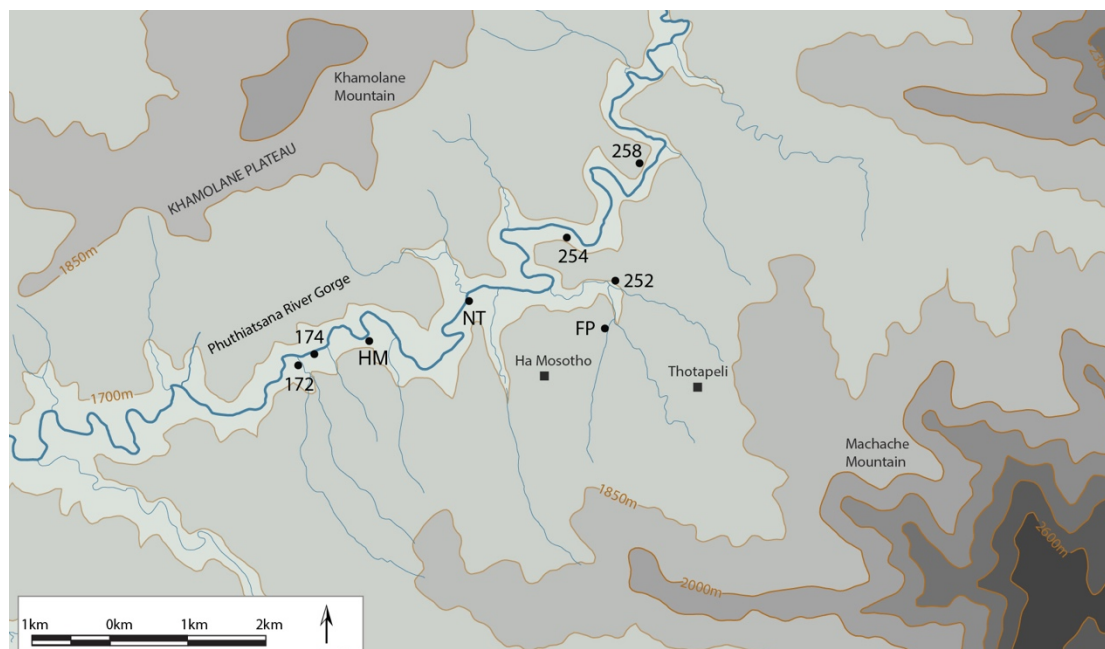 Khamolane
Mountain
KHAMOLANE PLATEAU
1850m
2300m
258
254
252
Phuthiatsana River Gorge
NT
174
172
HM
FP
Ha Mosotho
Thotapeli
1700m
Machache
Mountain
1850m
2000m
2600m
1km 0km 1km 2km